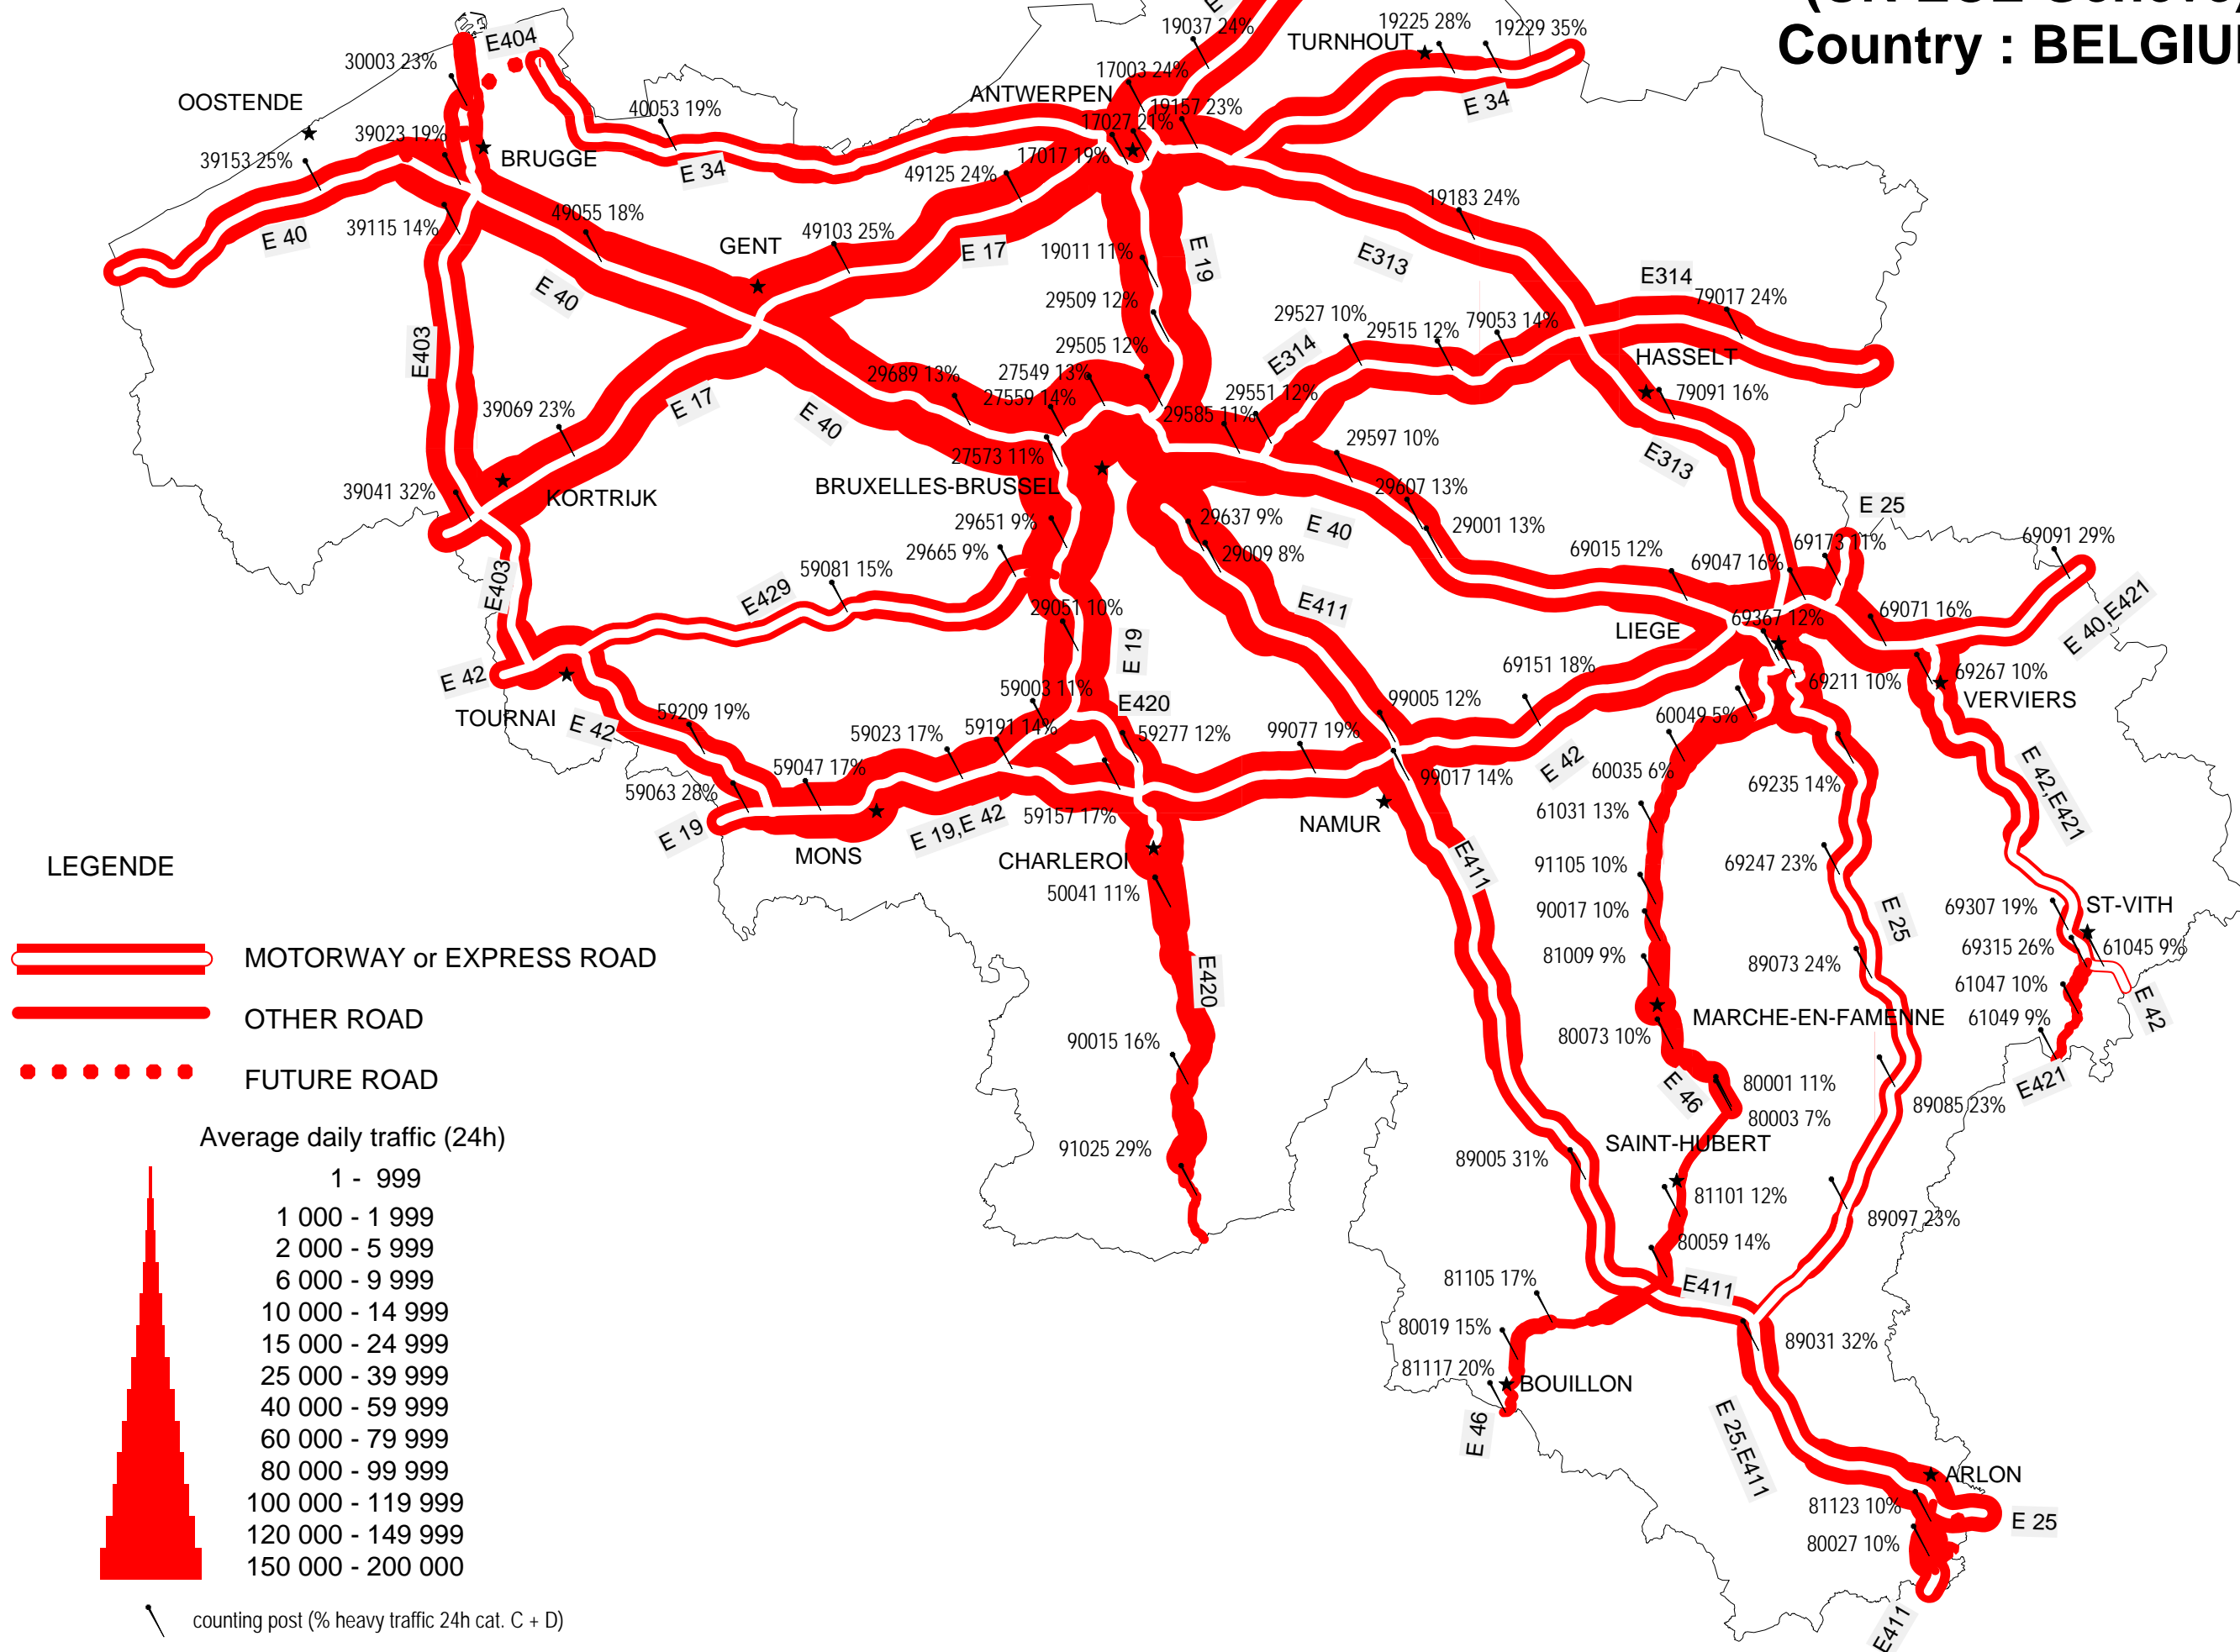 Country : BELGIU
E404
19037 24%
19225 28%
19229 35%
TURNHOUT
30003 23%
17003 24%
OOSTENDE
ANTWERPEN
40053 19%
19157 23%
E 34
17027 21%
39023 19%
BRUGGE
39153 25%
17017 19%
E 34
49125 24%
19183 24%
49055 18%
39115 14%
E 40
GENT
49103 25%
E 17
19011 11%
E 19
E313
E314
E 40
29509 12%
79017 24%
29527 10%
29515 12%
79053 14%
E403
29505 12%
E314
HASSELT
29689 13%
27549 13%
27559 14%
29551 12%
79091 16%
39069 23%
E 17
E 40
29585 11%
29597 10%
27573 11%
E313
BRUXELLES-BRUSSEL
39041 32%
KORTRIJK
29607 13%
E 25
29651 9%
29637 9%
E 40
29001 13%
29665 9%
29009 8%
69173 11%
69091 29%
69015 12%
69047 16%
59081 15%
E403
E429
29051 10%
E411
69367 12%
69071 16%
E 40,E421
LIEGE
E 19
E 42
69151 18%
69211 10%
69267 10%
VERVIERS
59003 11%
E420
99005 12%
60049 5%
TOURNAI
E 42
59209 19%
59023 17%
59191 14%
59277 12%
99077 19%
59047 17%
E 42
99017 14%
60035 6%
69235 14%
E 42,E421
59063 28%
E 19
E 19,E 42
59157 17%
NAMUR
61031 13%
MONS
CHARLEROI
E411
LEGENDE
91105 10%
69247 23%
50041 11%
90017 10%
E 25
69307 19%
ST-VITH
MOTORWAY or EXPRESS ROAD
81009 9%
89073 24%
69315 26%
61045 9%
E420
61047 10%
OTHER ROAD
MARCHE-EN-FAMENNE
61049 9%
E 42
90015 16%
80073 10%
FUTURE ROAD
E 46
80001 11%
E421
80003 7%
89085 23%
Average daily traffic (24h)
91025 29%
SAINT-HUBERT
89005 31%
1 - 999
81101 12%
1 000 - 1 999
89097 23%
2 000 - 5 999
80059 14%
6 000 - 9 999
81105 17%
E411
10 000 - 14 999
80019 15%
89031 32%
15 000 - 24 999
81117 20%
25 000 - 39 999
BOUILLON
40 000 - 59 999
E 46
E 25,E411
60 000 - 79 999
80 000 - 99 999
ARLON
100 000 - 119 999
81123 10%
E 25
120 000 - 149 999
80027 10%
150 000 - 200 000
counting post (% heavy traffic 24h cat. C + D)
E411